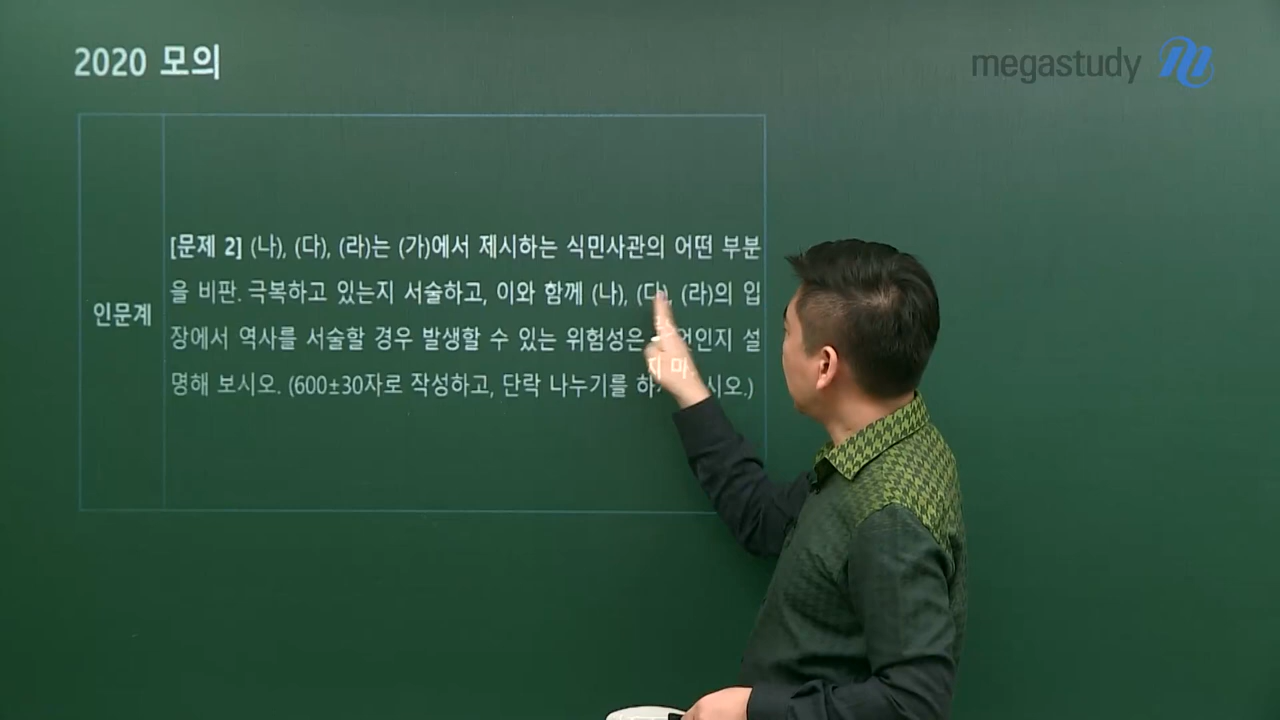 2020 모의
megastudy
인문계
[문제 2] (나), (다), (라)는 (가)에서 제시하는 식민사관의 어떤 부분
을 비판. 극복하고 있는지 서술하고, 이와 함께 (나), (다), (라)의 입
장에서 역사를 서술할 경우 발생할 수 있는 위험성은 설
명해 보시오. (600±30자로 작성하고, 단락 나누기를